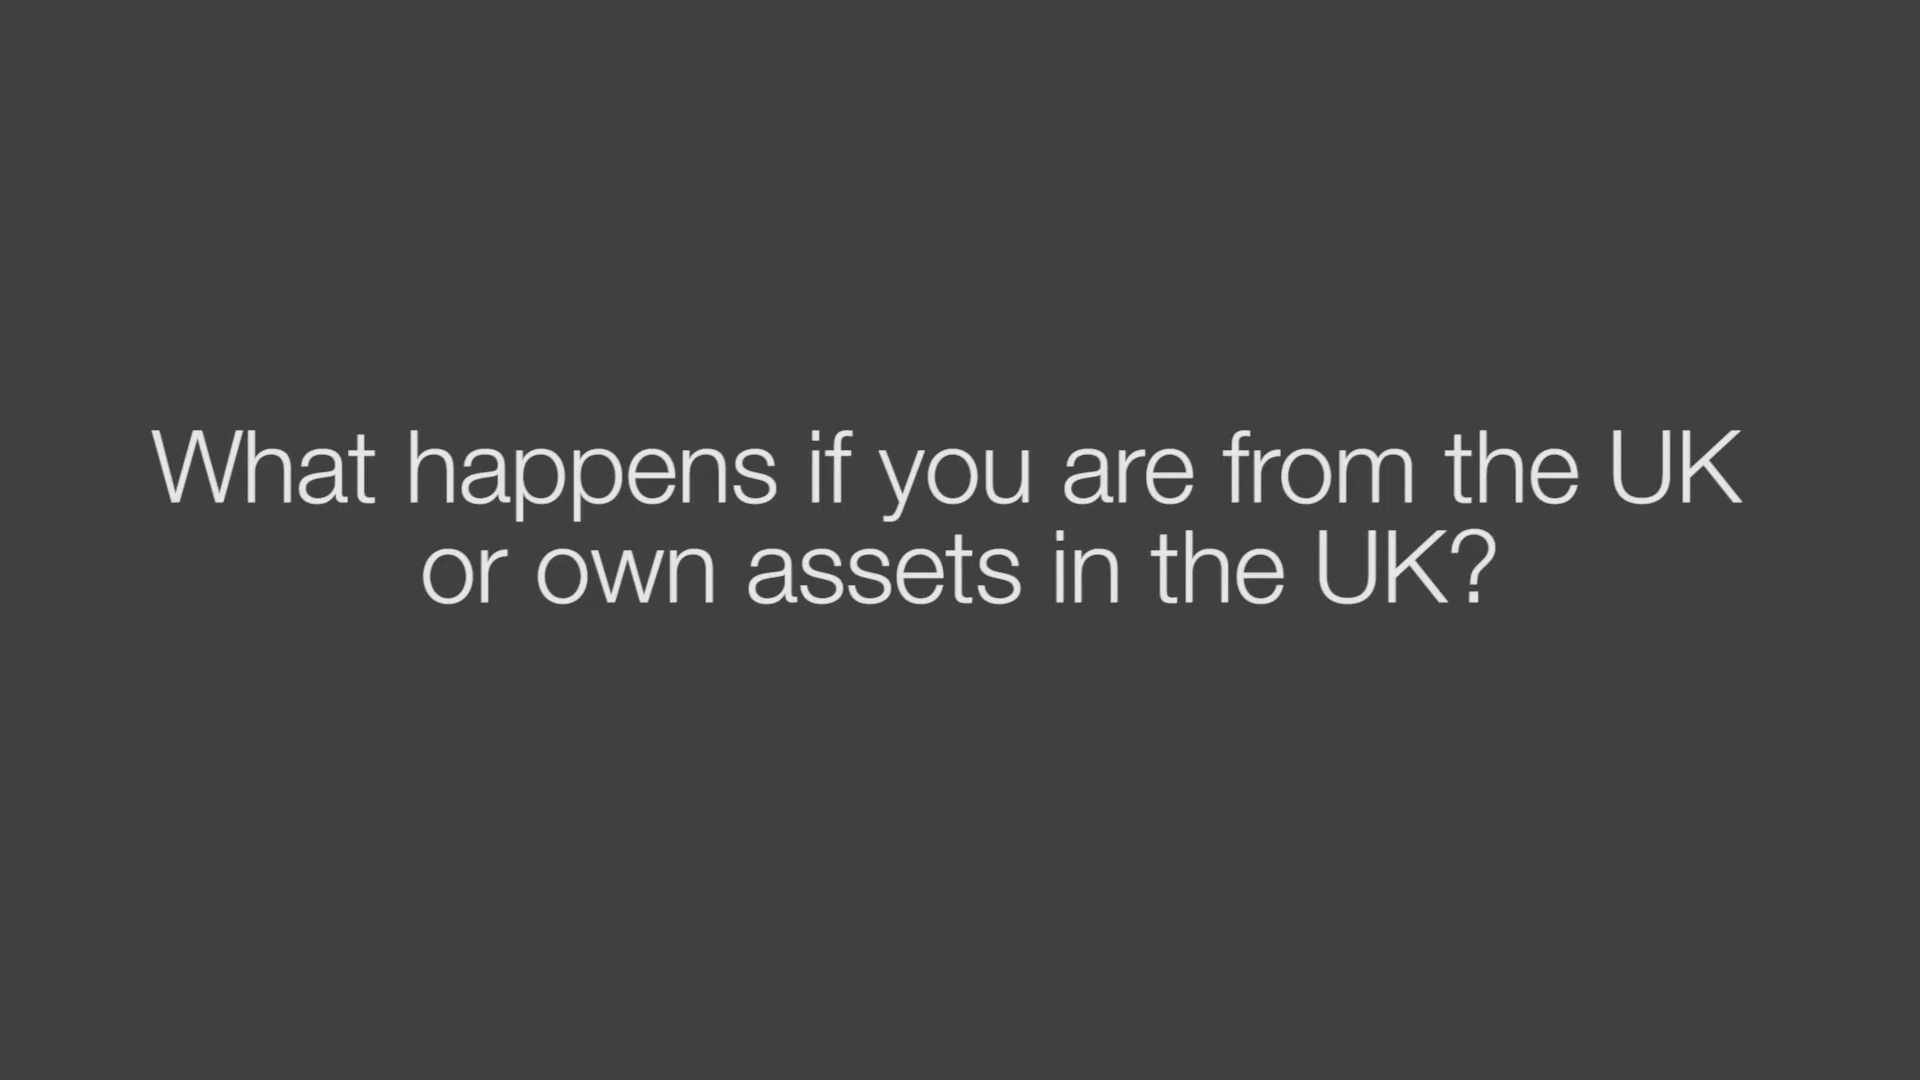 What happens if you are from the UK
or own assets in the UK?